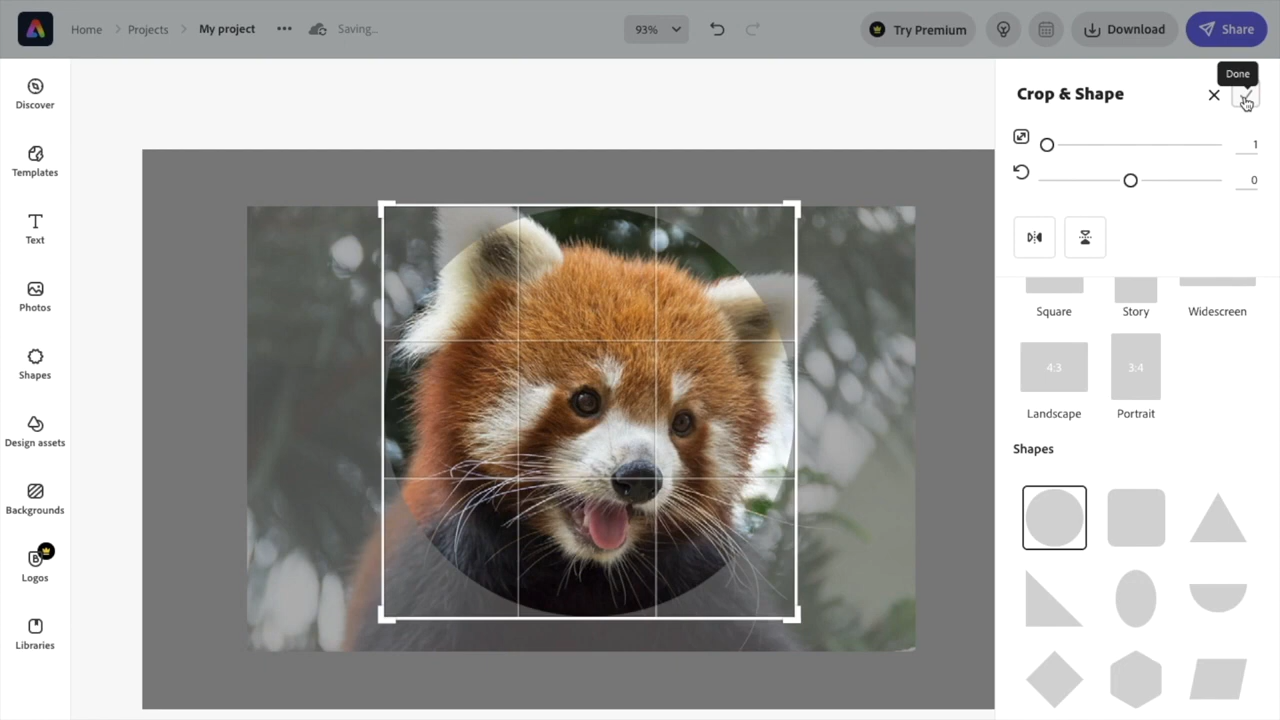 Home
Projects
My project
Saving...
93%
Try Premium
Download
Share
Done
Discover
Templates
Text
Photos
Shapes
Design assets
Backgrounds
Logos
B
Libraries
Crop & Shape
1
0
Square
Story
Widescreen
4:3
3:4
Landscape
Portrait
Shapes